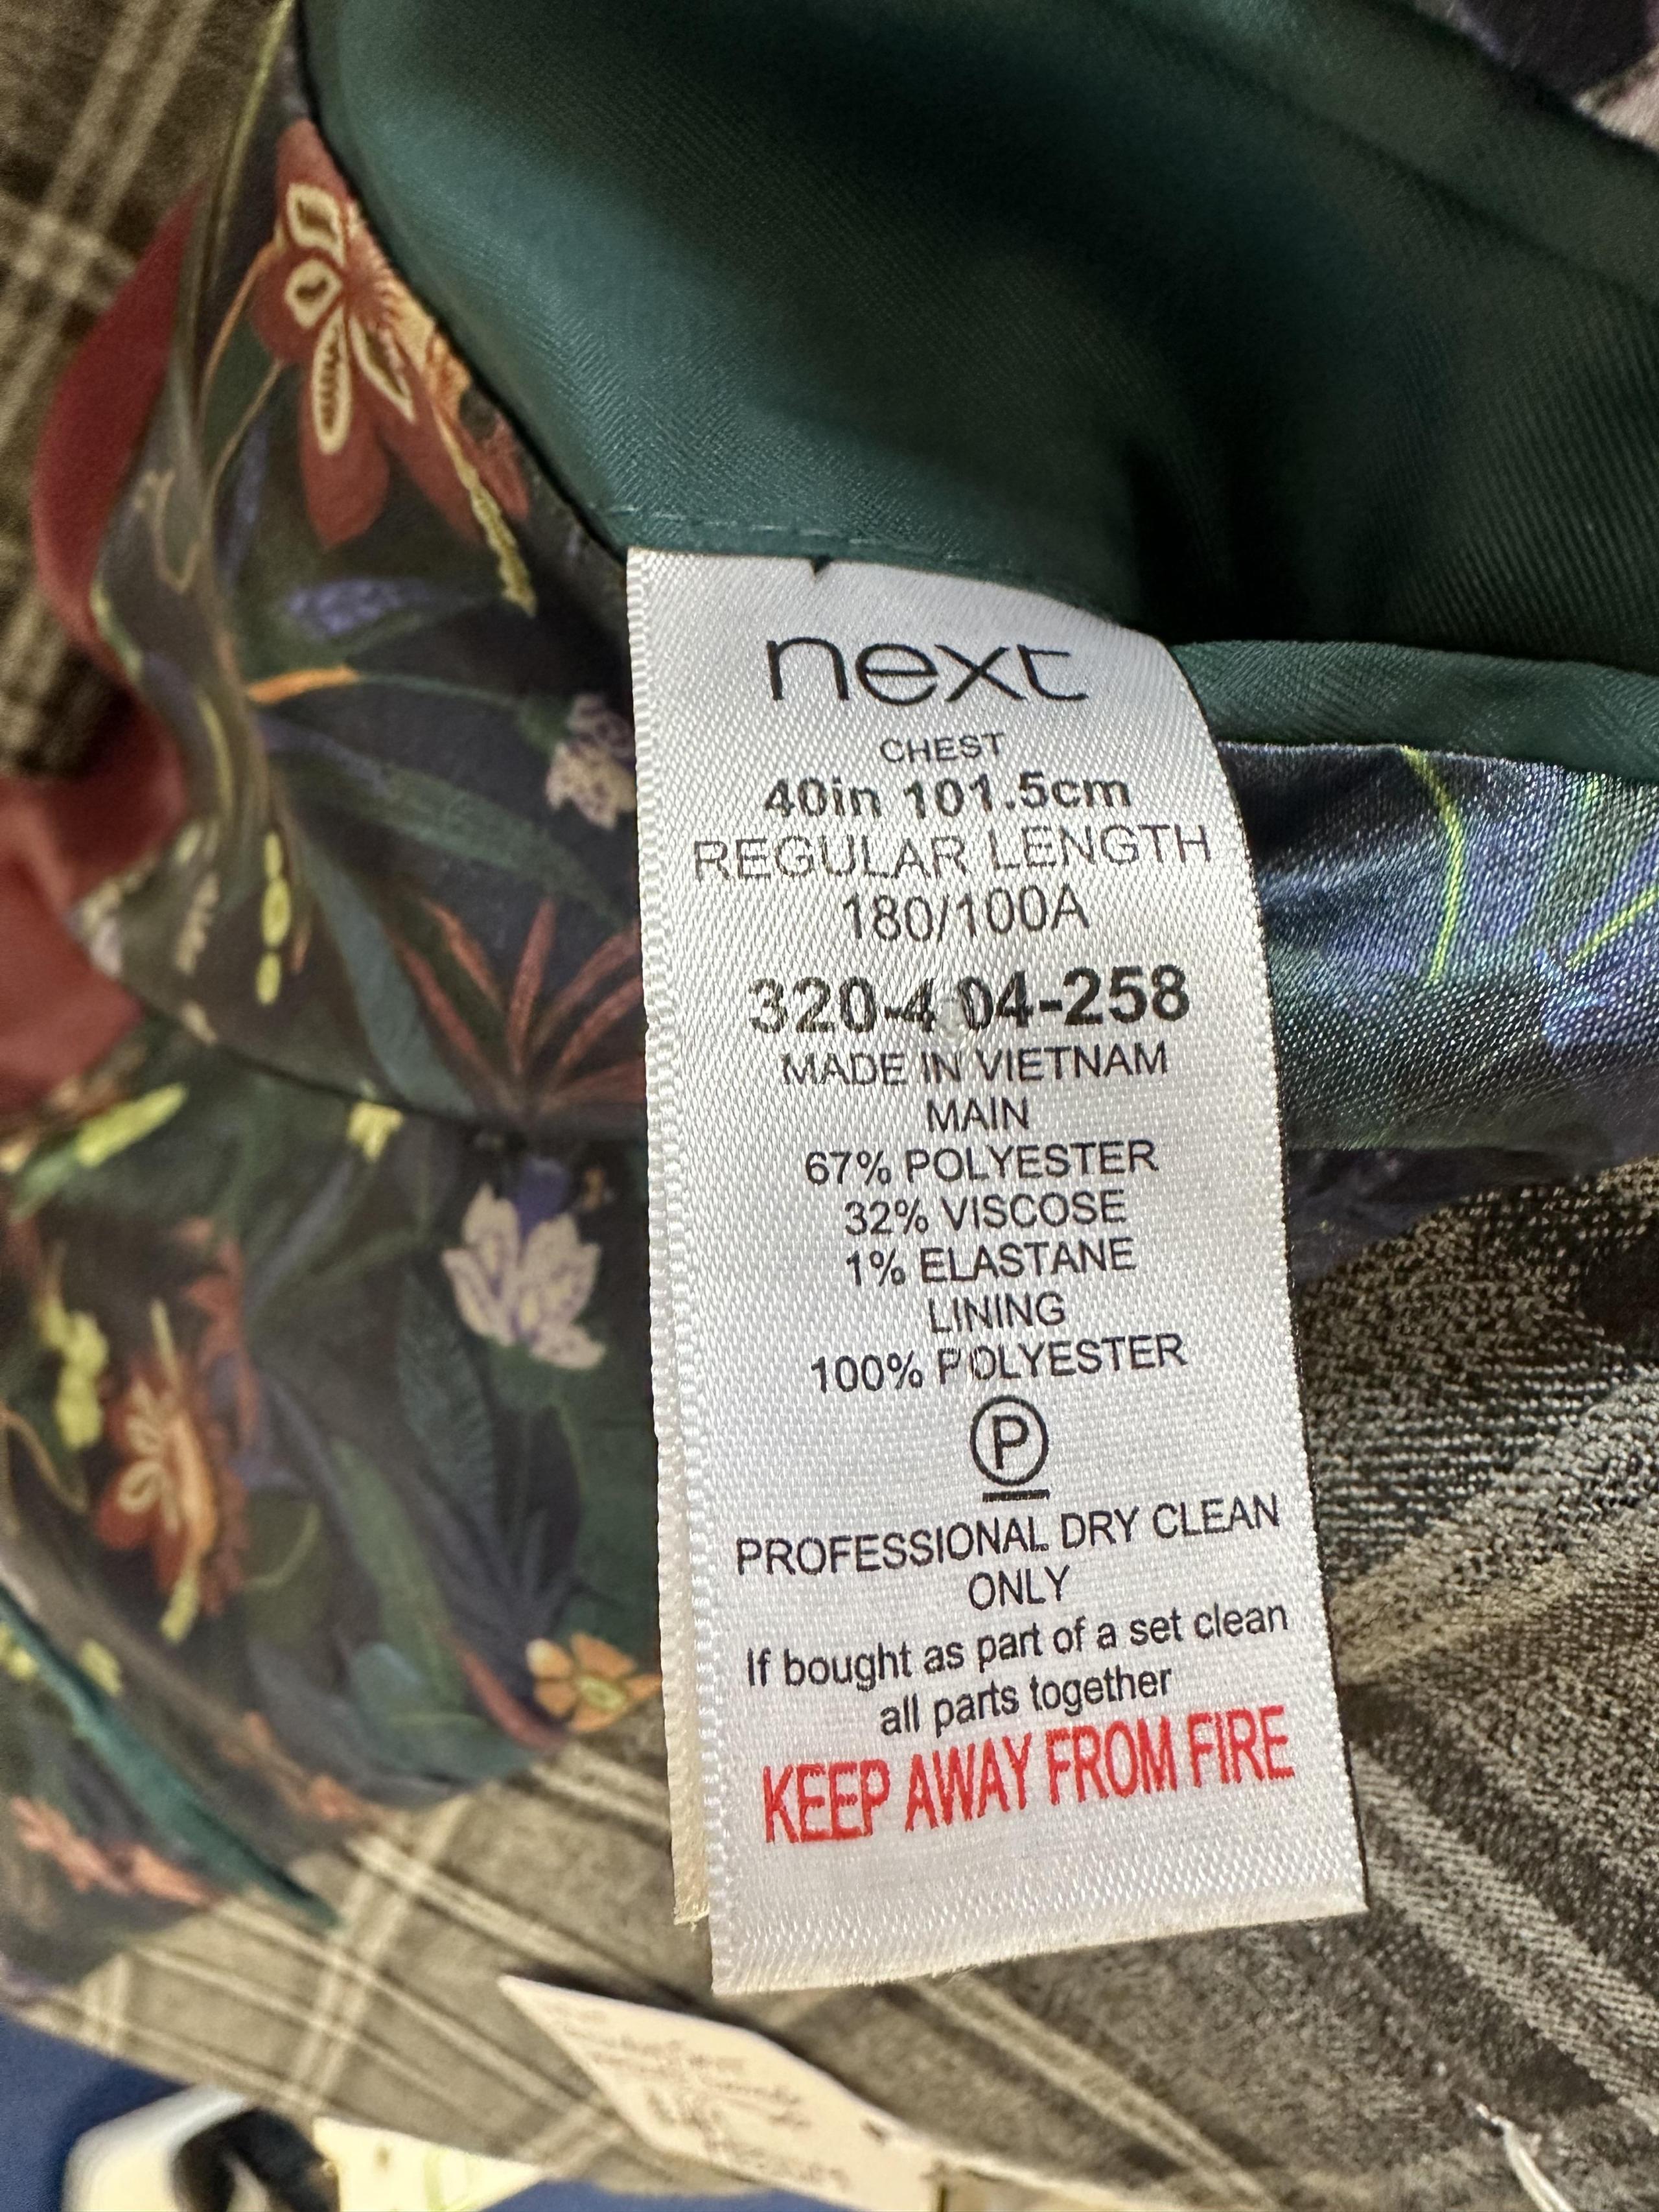 next
CHEST
40in 101.5cm
REGULAR LENGTH
180/100A
320-404-258
MADE IN VIETNAM
MAIN
67% POLYESTER
32% VISCOSE
1% ELASTANE
LINING
100% POLYESTER
P
PROFESSIONAL DRY CLEAN
ONLY
If bought as part of a set clean
all parts together
KEEP AWAY FROM FIRE